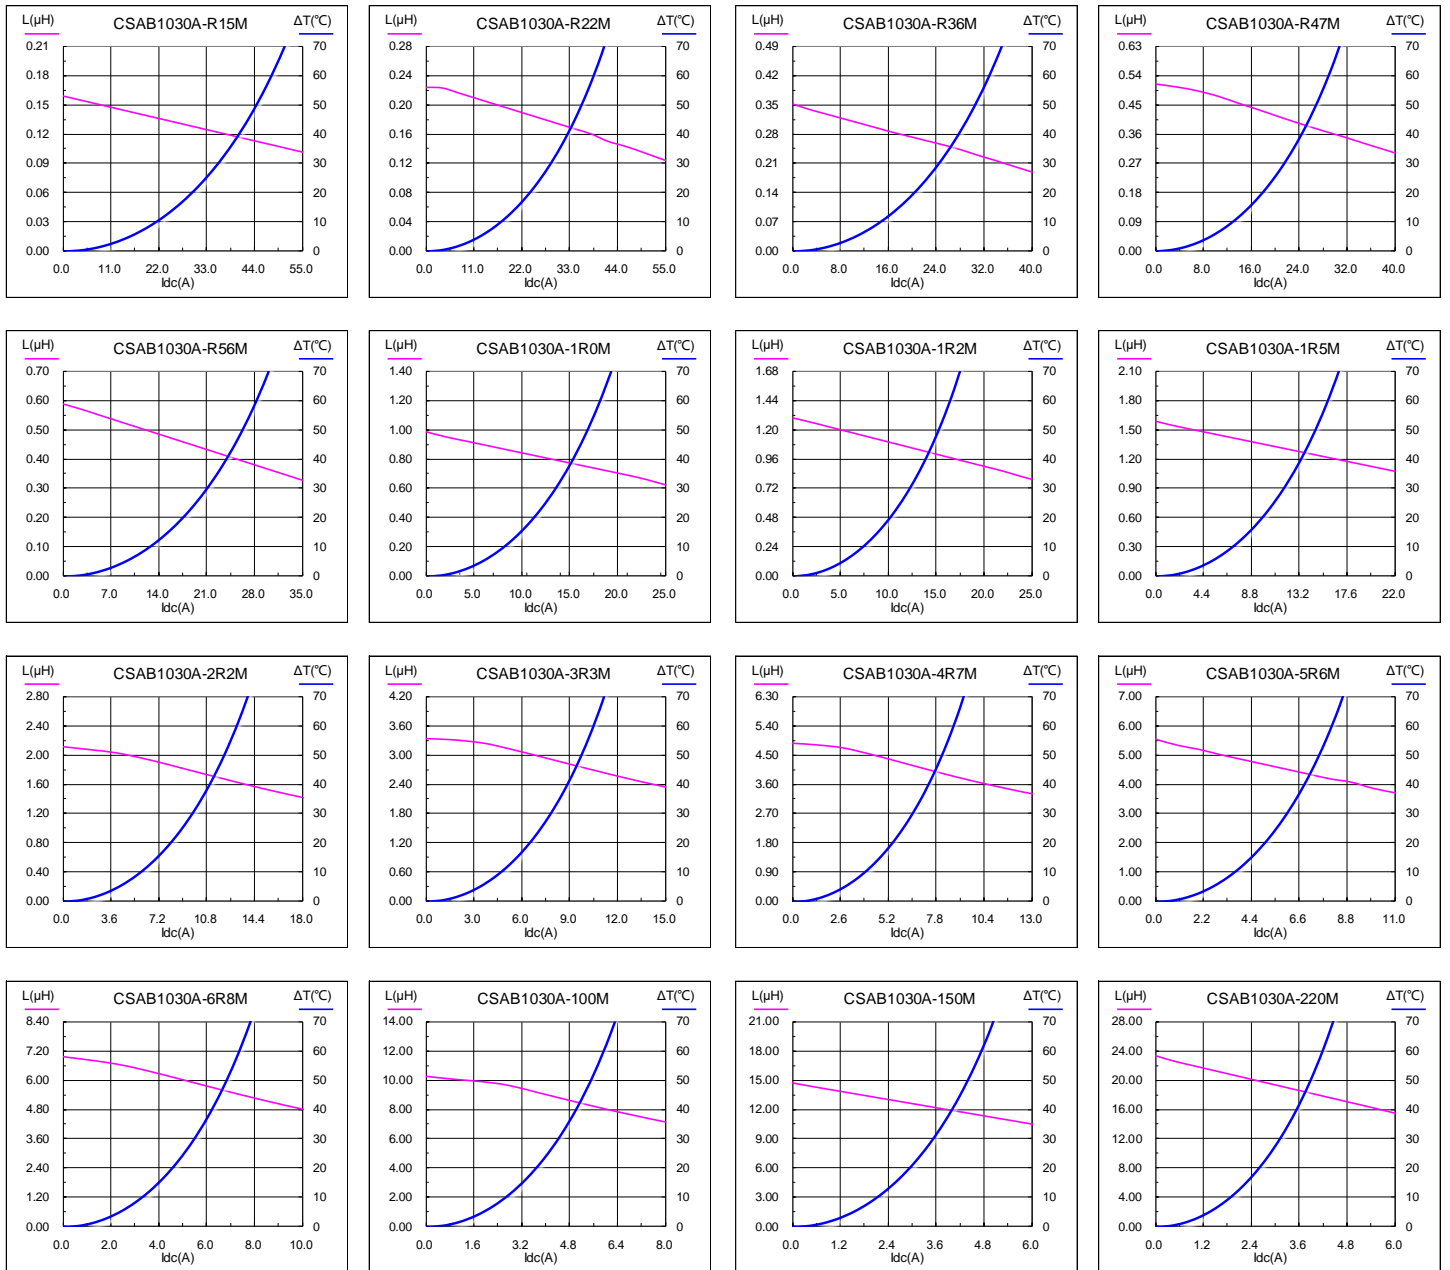 L(μH) CSAB1030A-R15M ΔT(℃)
0.21 70
0.18 60
0.15 50
0.12 40
0.09 30
0.06 20
0.03 10
0.00 0
0.0 11.0 22.0 33.0 44.0 55.0
Idc(A)
L(μH) CSAB1030A-R22M ΔT(℃)
0.28 70
0.24 60
0.20 50
0.16 40
0.12 30
0.08 20
0.04 10
0.00 0
0.0 11.0 22.0 33.0 44.0 55.0
Idc(A)
L(μH) CSAB1030A-R36M ΔT(℃)
0.49 70
0.42 60
0.35 50
0.28 40
0.21 30
0.14 20
0.07 10
0.00 0
0.0 8.0 16.0 24.0 32.0 40.0
Idc(A)
L(μH) CSAB1030A-R47M ΔT(℃)
0.63 70
0.54 60
0.45 50
0.36 40
0.27 30
0.18 20
0.09 10
0.00 0
0.0 8.0 16.0 24.0 32.0 40.0
Idc(A)
L(μH) CSAB1030A-R56M ΔT(℃)
0.70 70
0.60 60
0.50 50
0.40 40
0.30 30
0.20 20
0.10 10
0.00 0
0.0 7.0 14.0 21.0 28.0 35.0
Idc(A)
L(μH) CSAB1030A-1R0M ΔT(℃)
1.40 70
1.20 60
1.00 50
0.80 40
0.60 30
0.40 20
0.20 10
0.00 0
0.0 5.0 10.0 15.0 20.0 25.0
Idc(A)
L(μH) CSAB1030A-1R2M ΔT(℃)
1.68 70
1.44 60
1.20 50
0.96 40
0.72 30
0.48 20
0.24 10
0.00 0
0.0 5.0 10.0 15.0 20.0 25.0
Idc(A)
L(μH) CSAB1030A-1R5M ΔT(℃)
2.10 70
1.80 60
1.50 50
1.20 40
0.90 30
0.60 20
0.30 10
0.00 0
0.0 4.4 8.8 13.2 17.6 22.0
Idc(A)
L(μH) CSAB1030A-2R2M ΔT(℃)
2.80 70
2.40 60
2.00 50
1.60 40
1.20 30
0.80 20
0.40 10
0.00 0
0.0 3.6 7.2 10.8 14.4 18.0
Idc(A)
L(μH) CSAB1030A-3R3M ΔT(℃)
4.20 70
3.60 60
3.00 50
2.40 40
1.80 30
1.20 20
0.60 10
0.00 0
0.0 3.0 6.0 9.0 12.0 15.0
Idc(A)
L(μH) CSAB1030A-4R7M ΔT(℃)
6.30 70
5.40 60
4.50 50
3.60 40
2.70 30
1.80 20
0.90 10
0.00 0
0.0 2.6 5.2 7.8 10.4 13.0
Idc(A)
L(μH) CSAB1030A-5R6M ΔT(℃)
7.00 70
6.00 60
5.00 50
4.00 40
3.00 30
2.00 20
1.00 10
0.00 0
0.0 2.2 4.4 6.6 8.8 11.0
Idc(A)
L(μH) CSAB1030A-6R8M ΔT(℃)
8.40 70
7.20 60
6.00 50
4.80 40
3.60 30
2.40 20
1.20 10
0.00 0
0.0 2.0 4.0 6.0 8.0 10.0
Idc(A)
L(μH) CSAB1030A-100M ΔT(℃)
14.00 70
12.00 60
10.00 50
8.00 40
6.00 30
4.00 20
2.00 10
0.00 0
0.0 1.6 3.2 4.8 6.4 8.0
Idc(A)
L(μH) CSAB1030A-150M ΔT(℃)
21.00 70
18.00 60
15.00 50
12.00 40
9.00 30
6.00 20
3.00 10
0.00 0
0.0 1.2 2.4 3.6 4.8 6.0
Idc(A)
L(μH) CSAB1030A-220M ΔT(℃)
28.00 70
24.00 60
20.00 50
16.00 40
12.00 30
8.00 20
4.00 10
0.00 0
0.0 1.2 2.4 3.6 4.8 6.0
Idc(A)